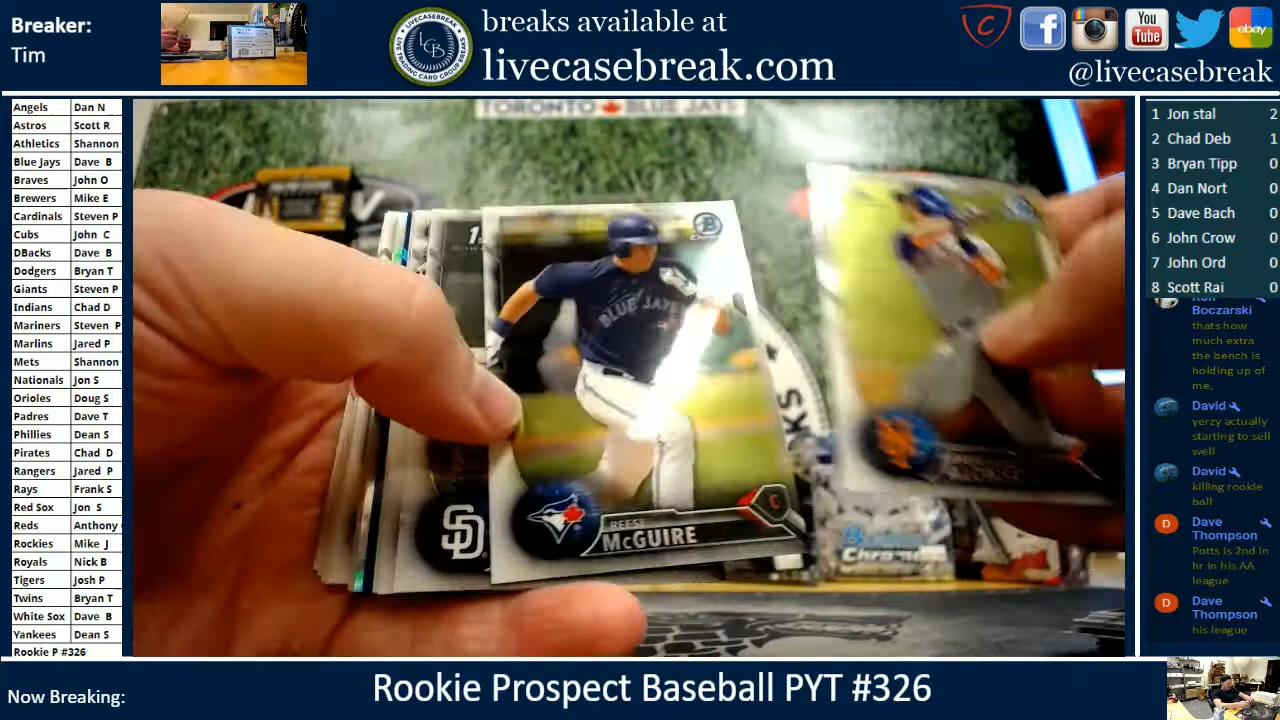 Breaker:
Tim
LCB
LIVECASEBREAK
breaks available at
livecasebreak.com
You
Tube
ebay
@livecasebreak
Angels Dan N
Astros Scott R
Athletics Shannon
Blue Jays Dave B
Braves John O
Brewers Mike E
Cardinals Steven P
Cubs John C
DBacks Dave B
Dodgers Bryan T
Giants Steven P
Indians Chad D
Mariners Steven P
Marlins Jared P
Mets Shannon
Nationals Jon S
Orioles Doug S
Padres Dave T
Phillies Dean S
Pirates Chad D
Rangers Jared P
Rays Frank S
Red Sox Jon S
Reds Anthony
Rockies Mike J
Royals Nick B
Tigers Josh P
Twins Bryan T
White Sox Dave B
Yankees Dean S
Rookie P #326
TORONTO BLUE JAYS
BLUE JAYS
SD
REESE
McGUIRE
C
Bowman
Chrome
1 Jon stal 2
2 Chad Deb 1
3 Bryan Tipp 0
4 Dan Nort 0
5 Dave Bach 0
6 John Crow 0
7 John Ord 0
8 Scott Rai 0
Boczarski
thats how
much extra
the bench is
holding up of
me,
David
yerzy actually
starting to sell
well
David
killing rookie
ball
D Dave
Thompson
Potts is 2nd in
hr in his AA
league
D Dave
Thompson
his league
Now Breaking:
Rookie Prospect Baseball PYT #326